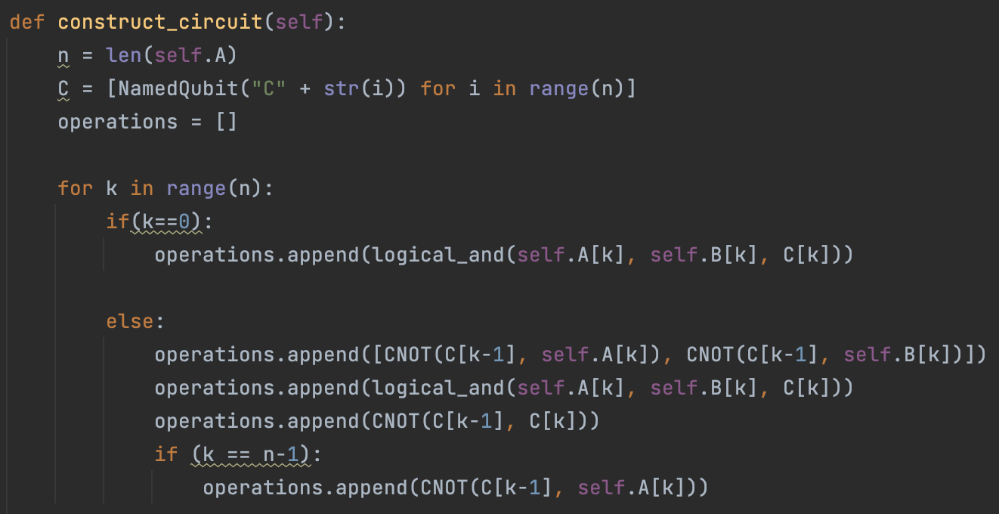 def construct_circuit(self):
    n = len(self.A)
    C = [NamedQubit("C" + str(i)) for i in range(n)]
    operations = []

    for k in range(n):
        if(k==0):
            operations.append(logical_and(self.A[k], self.B[k], C[k]))

        else:
            operations.append([CNOT(C[k-1], self.A[k]), CNOT(C[k-1], self.B[k])])
            operations.append(logical_and(self.A[k], self.B[k], C[k]))
            operations.append(CNOT(C[k-1], C[k]))
            if (k == n-1):
                operations.append(CNOT(C[k-1], self.A[k]))